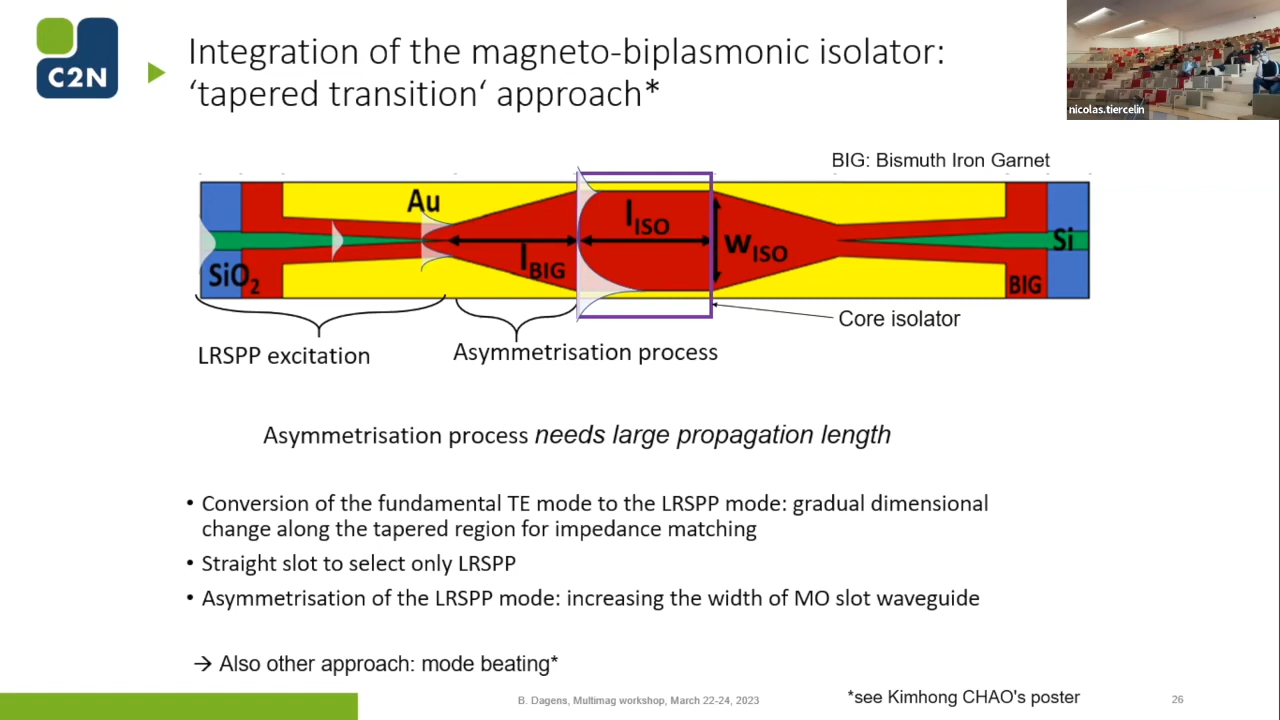 C2N
Integration of the magneto-biplasmonic isolator:
‘tapered transition‘ approach*
nicolas.tiercelin
BIG: Bismuth Iron Garnet
Au
lISO
wISO
lBIG
SiO2
Si
BIG
Core isolator
LRSPP excitation
Asymmetrisation process
Asymmetrisation process needs large propagation length
• Conversion of the fundamental TE mode to the LRSPP mode: gradual dimensional
change along the tapered region for impedance matching
• Straight slot to select only LRSPP
• Asymmetrisation of the LRSPP mode: increasing the width of MO slot waveguide
→ Also other approach: mode beating*
B. Dagens, Multimag workshop, March 22-24, 2023
*see Kimhong CHAO's poster
26